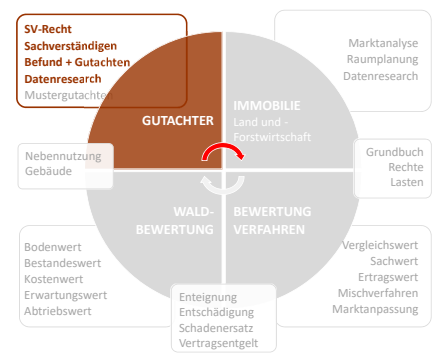 SV-Recht
Sachverständigen
Befund + Gutachten
Datenresearch
Mustergutachten
Marktanalyse
Raumplanung
Datenresearch
GUTACHTER
IMMOBILIE
Land und -
Forstwirtschaft
Nebennutzung
Gebäude
Grundbuch
Rechte
Lasten
WALD-
BEWERTUNG
BEWERTUNG
VERFAHREN
Bodenwert
Bestandeswert
Kostenwert
Erwartungswert
Abtriebswert
Vergleichswert
Sachwert
Ertragswert
Mischverfahren
Marktanpassung
Enteignung
Entschädigung
Schadenersatz
Vertragsentgelt